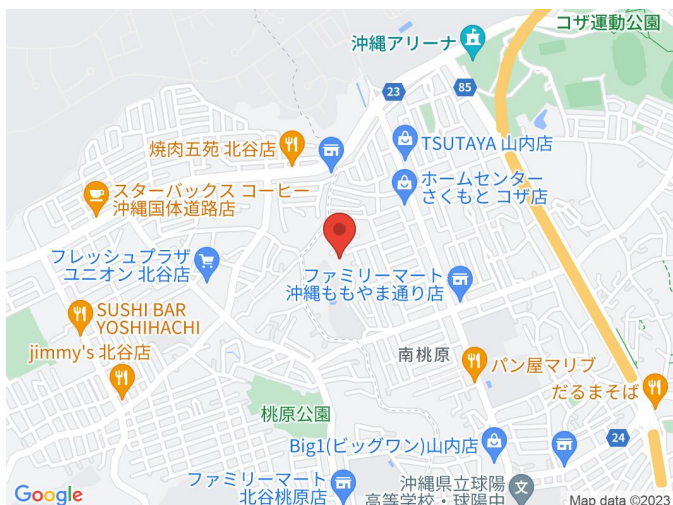 コザ運動公園
沖縄アリーナ
23
85
焼肉五苑 北谷店
TSUTAYA 山内店
スターバックス コーヒー
沖縄国体道路店
ホームセンター
さくもと コザ店
フレッシュプラザ
ユニオン 北谷店
ファミリーマート
沖縄ももやま通り店
SUSHI BAR
YOSHIHACHI
jimmy's 北谷店
南桃原
パン屋マリブ
だるまそば
桃原公園
Big1(ビッグワン)山内店
24
ファミリーマート
北谷桃原店
沖縄県立球陽
高等学校・球陽中
文
Google
Map data ©2023